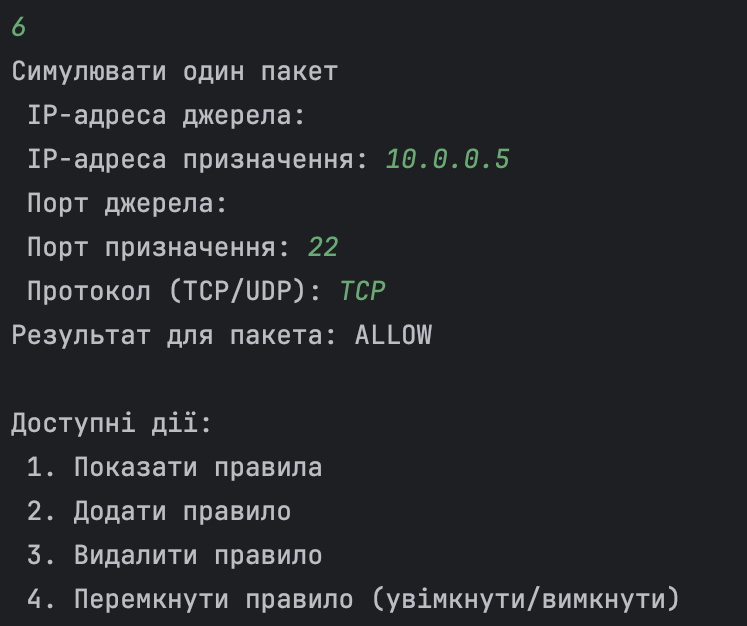 6
Симулювати один пакет
IP-адреса джерела:
IP-адреса призначення: 10.0.0.5
Порт джерела:
Порт призначення: 22
Протокол (TCP/UDP): TCP
Результат для пакета: ALLOW
Доступні дії:
1. Показати правила
2. Додати правило
3. Видалити правило
4. Перемкнути правило (увімкнути/вимкнути)